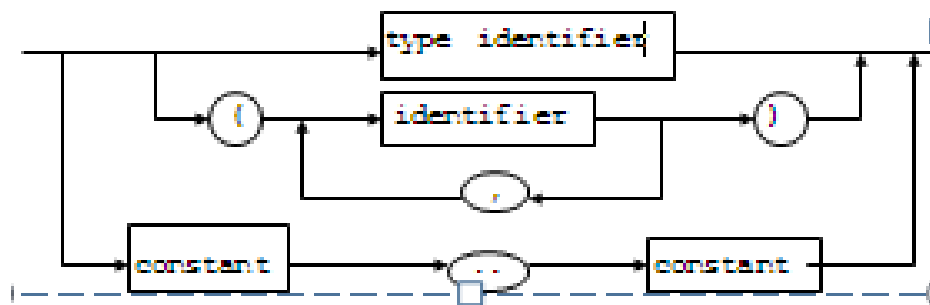 type identifier
( identifier )
,
constant .. constant